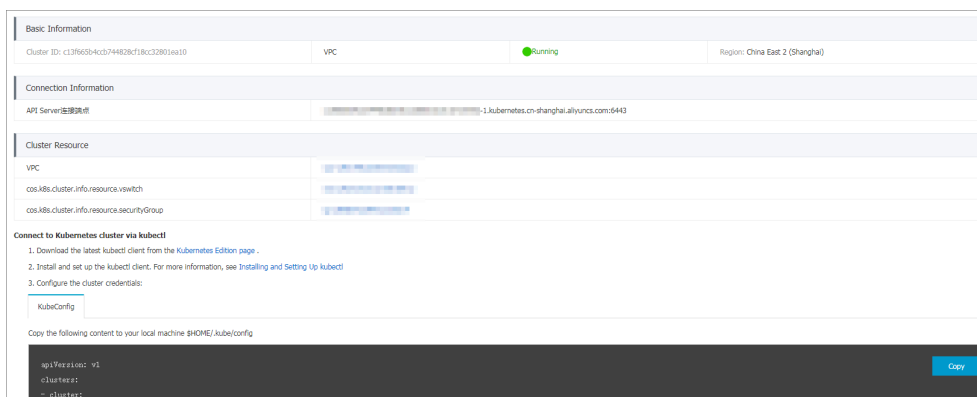 Basic Information
Cluster ID: c13f665b4ccb744828cf18cc32801ea10 VPC Running Region: China East 2 (Shanghai)
Connection Information
API Server连接端点 -1.kubernetes.cn-shanghai.aliyuncs.com:6443
Cluster Resource
VPC
cos.k8s.cluster.info.resource.vswitch
cos.k8s.cluster.info.resource.securityGroup
Connect to Kubernetes cluster via kubectl
1. Download the latest kubectl client from the Kubernetes Edition page .
2. Install and set up the kubectl client. For more information, see Installing and Setting Up kubectl
3. Configure the cluster credentials:
KubeConfig
Copy the following content to your local machine $HOME/.kube/config
apiVersion: v1 Copy
clusters:
- cluster: